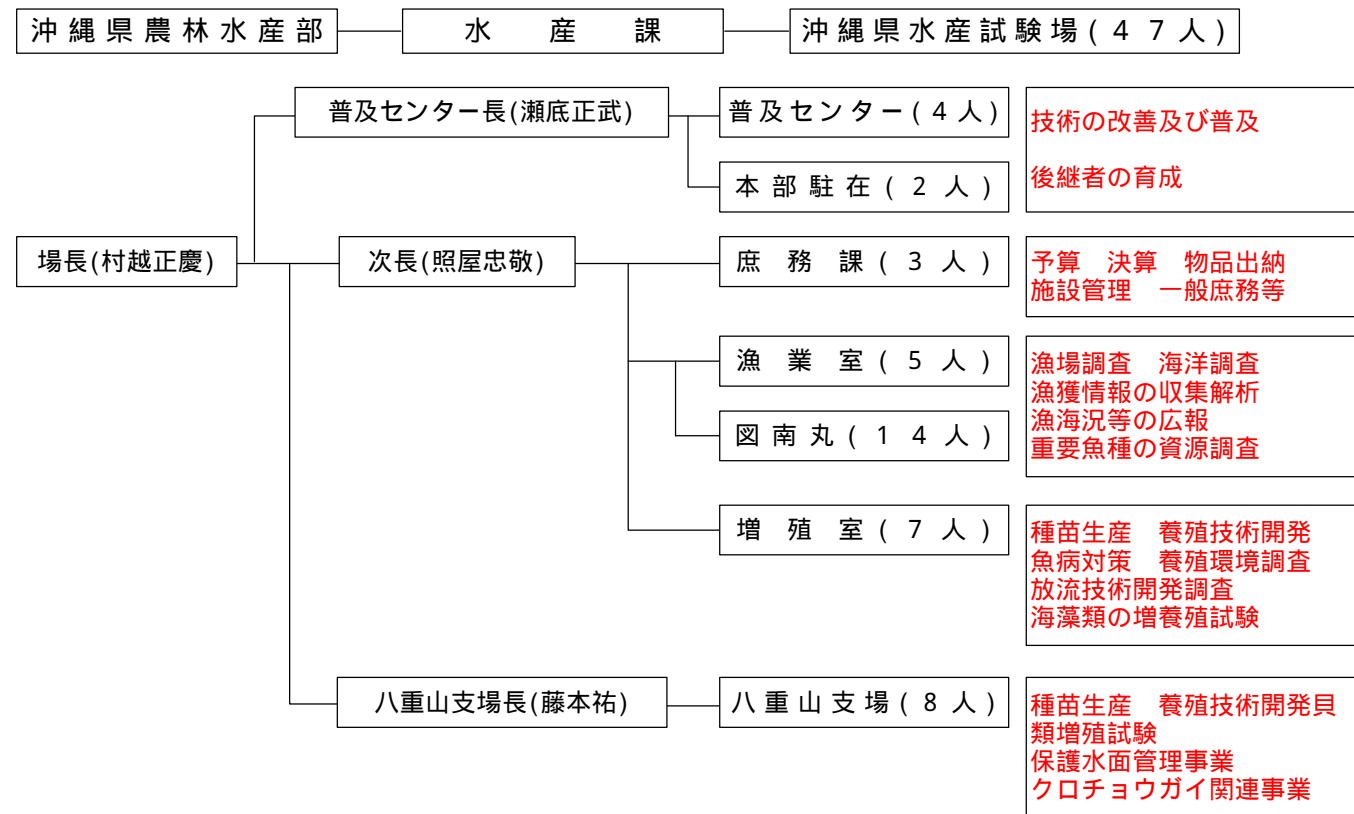 沖縄県農林水産部
水産課
沖縄県水産試験場(47人)
普及センター長(瀬底正武)
普及センター(4人)
技術の改善及び普及
後継者の育成
本部駐在(2人)
場長(村越正慶)
次長(照屋忠敬)
庶務課(3人)
予算　決算　物品出納
施設管理　一般庶務等
漁業室(5人)
漁場調査　海洋調査
漁獲情報の収集解析
漁海況等の広報
重要魚種の資源調査
図南丸(14人)
増殖室(7人)
種苗生産　養殖技術開発
魚病対策　養殖環境調査
放流技術開発調査
海藻類の増養殖試験
八重山支場長(藤本祐)
八重山支場(8人)
種苗生産　養殖技術開発貝
類増殖試験
保護水面管理事業
クロチョウガイ関連事業